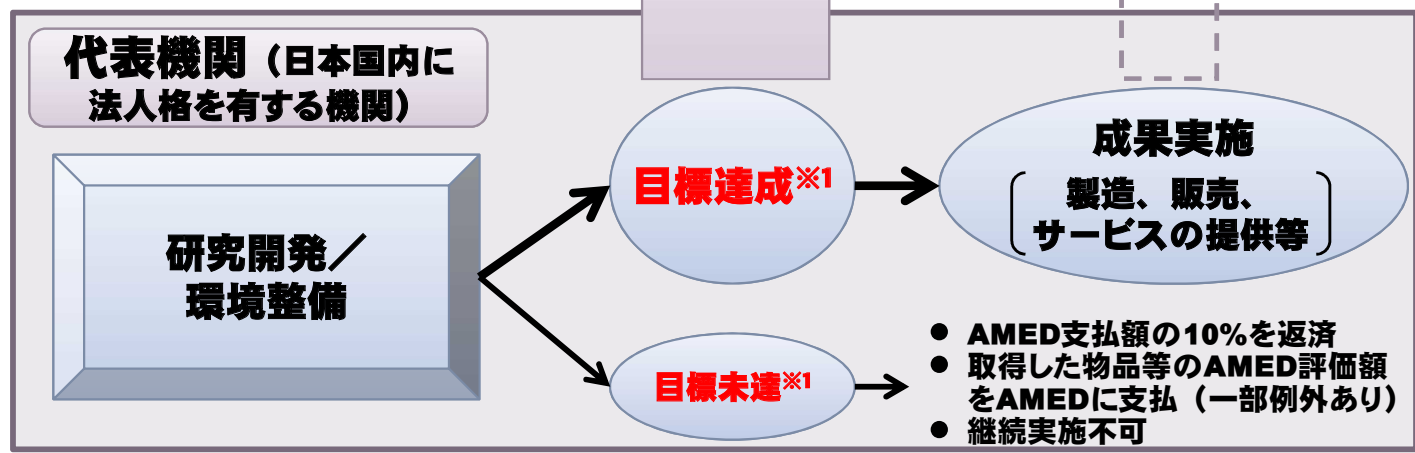 代表機関（日本国内に
法人格を有する機関）
研究開発／
環境整備
目標達成※1
成果実施
製造、販売、
サービスの提供等
目標未達※1
● AMED支払額の10%を返済
● 取得した物品等のAMED評価額
をAMEDに支払（一部例外あり）
● 継続実施不可